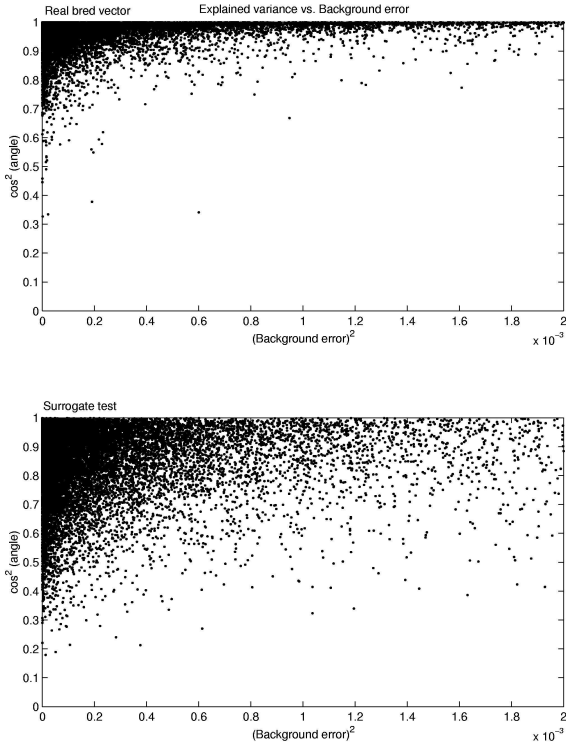 Real bred vector
Explained variance vs. Background error
1
0.9
0.8
0.7
0.6
0.5
0.4
0.3
0.2
0.1
0
cos² (angle)
0 0.2 0.4 0.6 0.8 1 1.2 1.4 1.6 1.8 2
(Background error)²
x 10⁻³
Surrogate test
1
0.9
0.8
0.7
0.6
0.5
0.4
0.3
0.2
0.1
0
cos² (angle)
0 0.2 0.4 0.6 0.8 1 1.2 1.4 1.6 1.8 2
(Background error)²
x 10⁻³